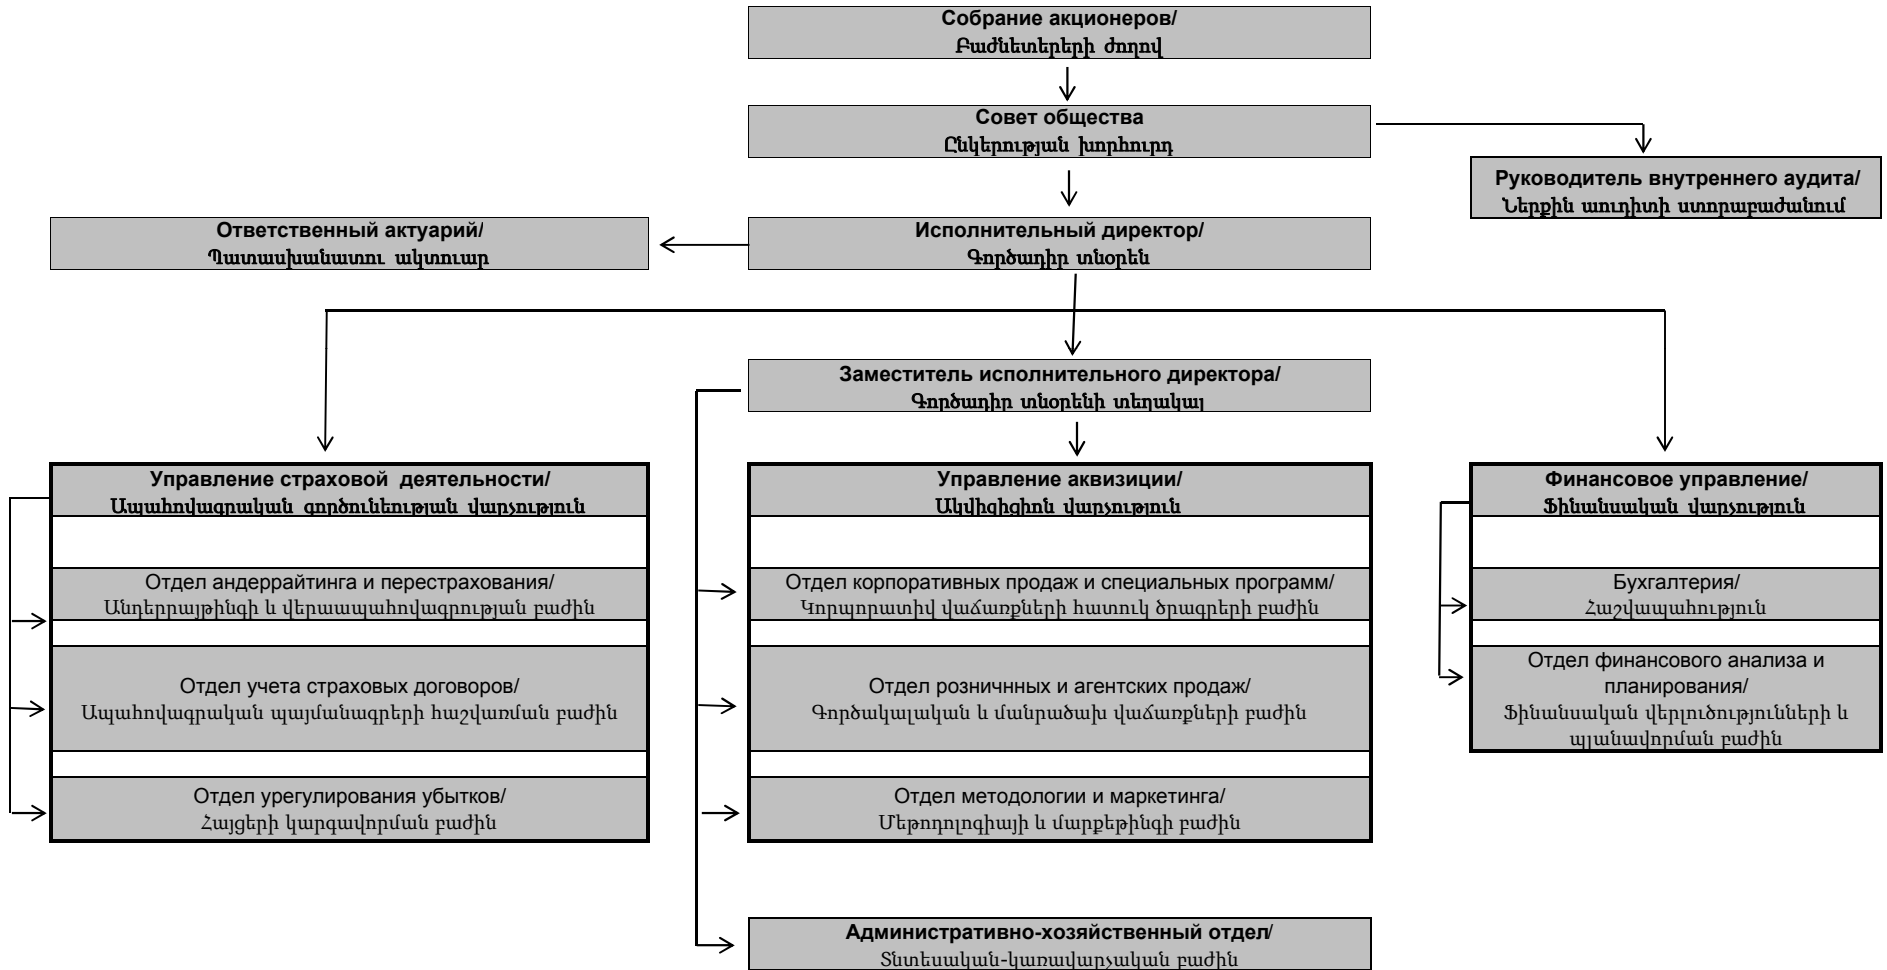 Собрание акционеров/
Բաժնետերերի ժողով
Совет общества
Ընկերության խորհուրդ
Руководитель внутреннего аудита/
Ներքին աուդիտի ստորաբաժանում
Ответственный актуарий/
Պատասխանատու ակտուար
Исполнительный директор/
Գործադիր տնօրեն
Заместитель исполнительного директора/
Գործադիր տնօրենի տեղակալ
Управление страховой деятельности/
Ապահովագրական գործունեության վարչություն
Отдел андеррайтинга и перестрахования/
Անդերրայթինգի և վերաապահովագրության բաժին
Отдел учета страховых договоров/
Ապահովագրական պայմանագրերի հաշվառման բաժին
Отдел урегулирования убытков/
Հայցերի կարգավորման բաժին
Управление аквизиции/
Ակվիզիցիոն վարչություն
Отдел корпоративных продаж и специальных программ/
Կորպորատիվ վաճառքների հատուկ ծրագրերի բաժին
Отдел розничнных и агентских продаж/
Գործակալական և մանրածախ վաճառքների բաժին
Отдел методологии и маркетинга/
Մեթոդոլոգիայի և մարքեթինգի բաժին
Финансовое управление/
Ֆինանսական վարչություն
Бухгалтерия/
Հաշվապահություն
Отдел финансового анализа и
планирования/
Ֆինանսական վերլուծությունների և
պլանավորման բաժին
Административно-хозяйственный отдел/
Տնտեսական-կառավարչական բաժին